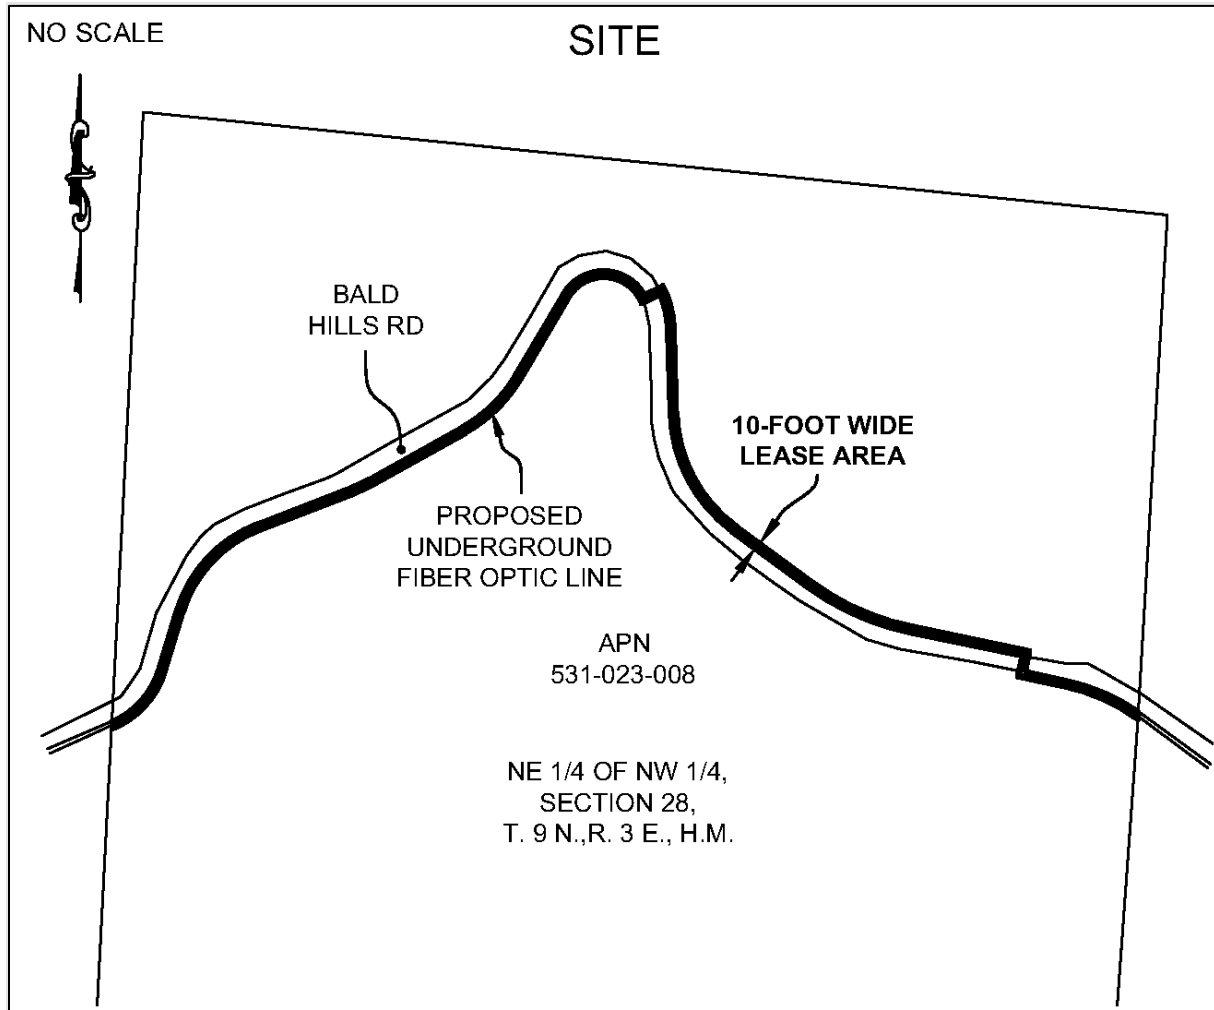 NO SCALE
SITE
BALD
HILLS RD
10-FOOT WIDE
LEASE AREA
PROPOSED
UNDERGROUND
FIBER OPTIC LINE
APN
531-023-008
NE 1/4 OF NW 1/4,
SECTION 28,
T. 9 N.,R. 3 E., H.M.